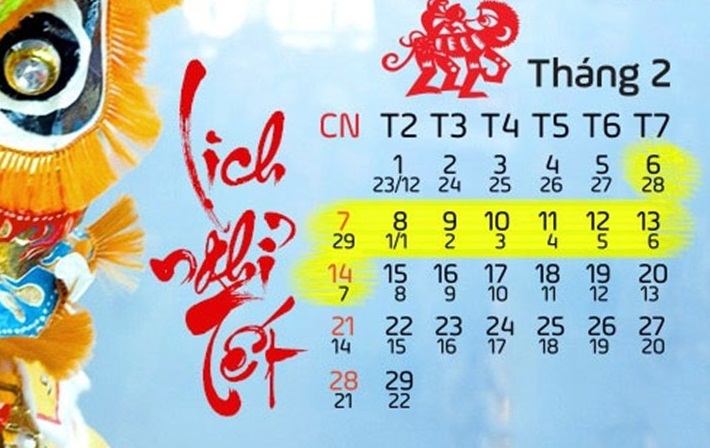 Lịch
nghỉ
Tết
Tháng 2
CN T2 T3 T4 T5 T6 T7
1 2 3 4 5 6
23/12 24 25 26 27 28
7 8 9 10 11 12 13
29 1/1 2 3 4 5 6
14 15 16 17 18 19 20
7 8 9 10 11 12 13
21 22 23 24 25 26 27
14 15 16 17 18 19 20
28 29
21 22